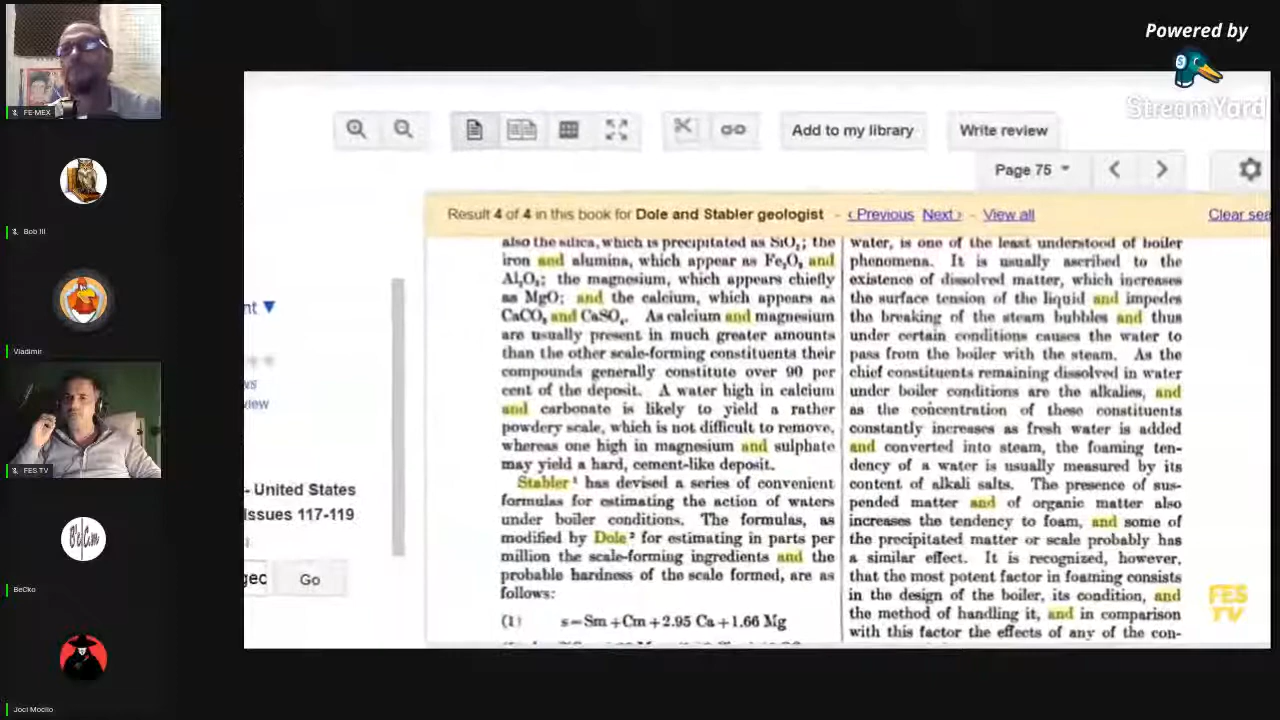 Powered by
StreamYard
FE-MEX
Bob III
Vladimir
FES TV
BeCko
Joci Mocilo
Add to my library
Write review
Page 75
Result 4 of 4 in this book for Dole and Stabler geologist - ‹ Previous Next › - View all
Clear sea
nt ▼
view
- United States
Issues 117-119
Go
also the silica, which is precipitated as SiO₂; the
iron and alumina, which appear as Fe₂O₃ and
Al₂O₃; the magnesium, which appears chiefly
as MgO; and the calcium, which appears as
CaCO₃ and CaSO₄. As calcium and magnesium
are usually present in much greater amounts
than the other scale-forming constituents their
compounds generally constitute over 90 per
cent of the deposit. A water high in calcium
and carbonate is likely to yield a rather
powdery scale, which is not difficult to remove,
whereas one high in magnesium and sulphate
may yield a hard, cement-like deposit.
Stabler ¹ has devised a series of convenient
formulas for estimating the action of waters
under boiler conditions. The formulas, as
modified by Dole ² for estimating in parts per
million the scale-forming ingredients and the
probable hardness of the scale formed, are as
follows:
(1) s=Sm+Cm+2.95 Ca+1.66 Mg
water, is one of the least understood of boiler
phenomena. It is usually ascribed to the
existence of dissolved matter, which increases
the surface tension of the liquid and impedes
the breaking of the steam bubbles and thus
under certain conditions causes the water to
pass from the boiler with the steam. As the
chief constituents remaining dissolved in water
under boiler conditions are the alkalies, and
as the concentration of these constituents
constantly increases as fresh water is added
and converted into steam, the foaming ten-
dency of a water is usually measured by its
content of alkali salts. The presence of sus-
pended matter and of organic matter also
increases the tendency to foam, and some of
the precipitated matter or scale probably has
a similar effect. It is recognized, however,
that the most potent factor in foaming consists
in the design of the boiler, its condition, and
the method of handling it, and in comparison
with this factor the effects of any of the con-
FES
TV